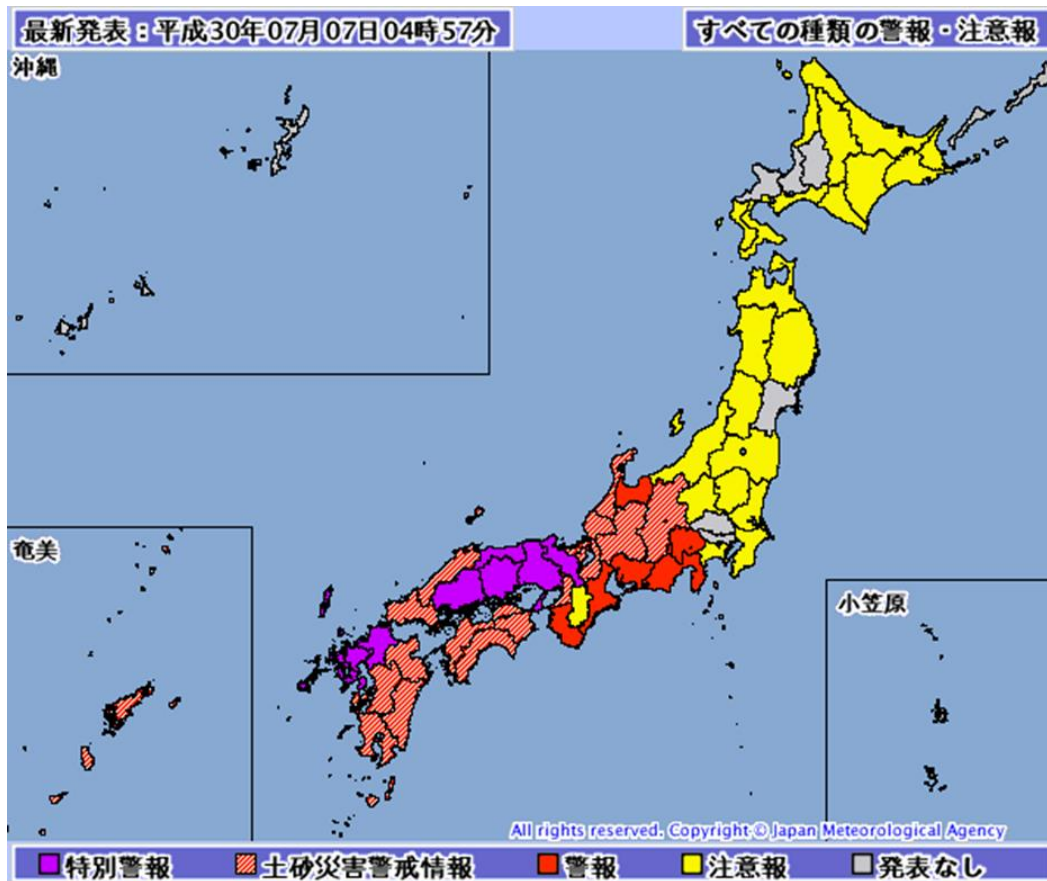 最新発表：平成30年07月07日04時57分
すべての種類の警報・注意報
沖縄
奄美
小笠原
All rights reserved. Copyright © Japan Meteorological Agency
特別警報 土砂災害警戒情報 警報 注意報 発表なし